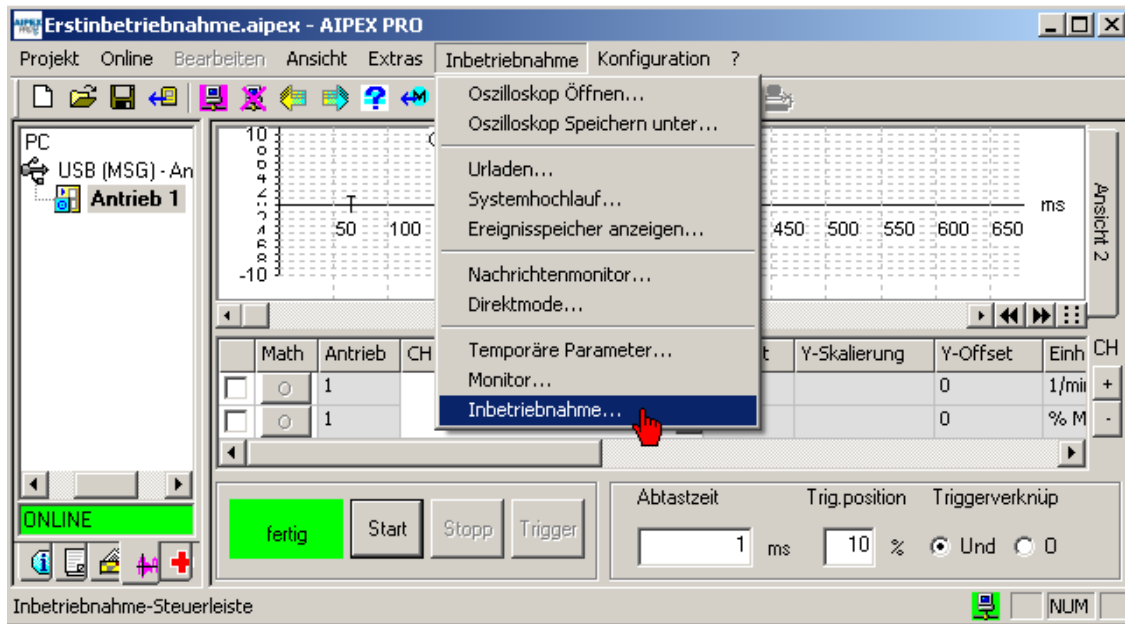 Erstinbetriebnahme.aipex - AIPEX PRO
Projekt Online Bearbeiten Ansicht Extras Inbetriebnahme Konfiguration ?
Oszilloskop Öffnen...
Oszilloskop Speichern unter...
Urladen...
Systemhochlauf...
Ereignisspeicher anzeigen...
Nachrichtenmonitor...
Direktmode...
Temporäre Parameter...
Monitor...
Inbetriebnahme...
PC
USB (MSG) - An
Antrieb 1
ONLINE
10
-10
50 100 450 500 550 600 650
ms
Ansicht 2
Math Antrieb CH t Y-Skalierung Y-Offset Einh CH
1 0 1/mi +
1 0 % M -
fertig Start Stopp Trigger
Abtastzeit Trig.position Triggerverknüp
1 ms 10 % Und O
Inbetriebnahme-Steuerleiste NUM